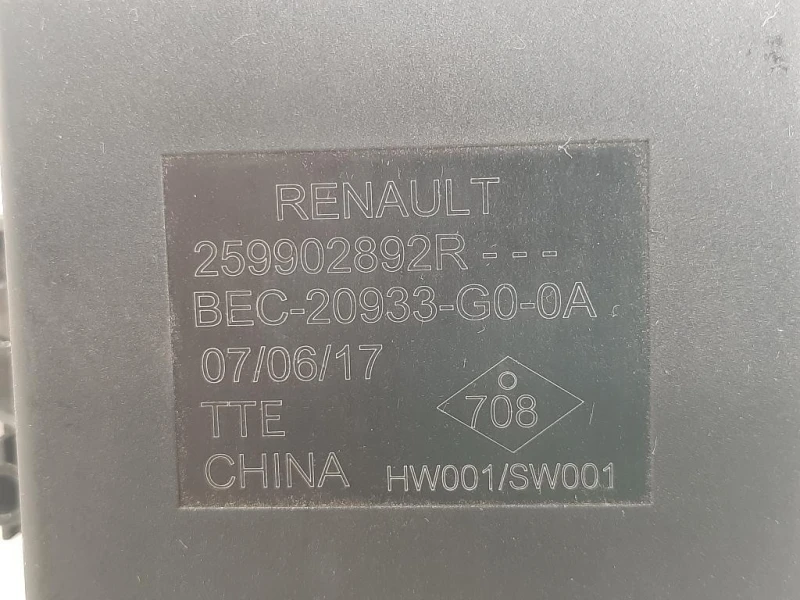 RENAULT
259902892R - - -
BEC-20933-G0-0A
07/06/17
708
TTE
CHINA
HW001/SW001